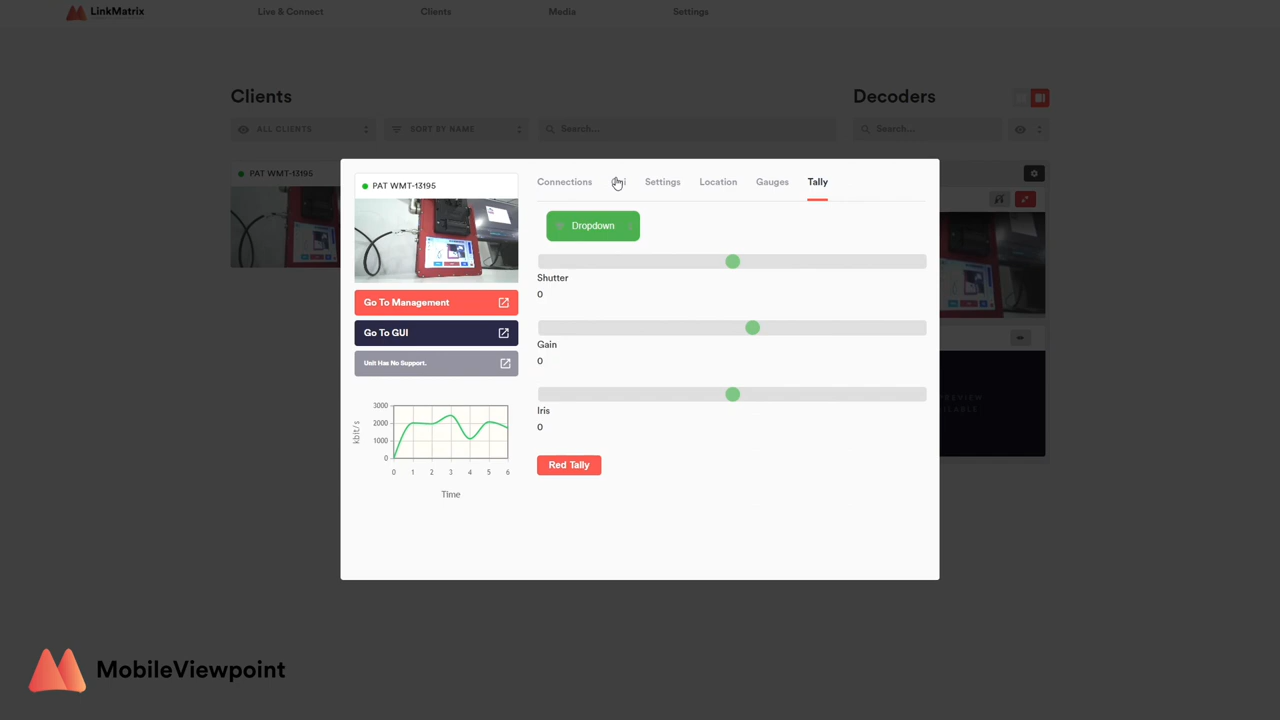 LinkMatrix
Live & Connect
Clients
Media
Settings
Clients
Decoders
ALL CLIENTS
SORT BY NAME
Search...
Search...
PAT WMT-13195
PAT WMT-13195
Connections
Settings
Location
Gauges
Tally
Dropdown
Shutter
0
Gain
0
Iris
0
Red Tally
Go To Management
Go To GUI
Unit Has No Support.
kbit/s
3000
2000
1000
0
0 1 2 3 4 5 6
Time
MobileViewpoint